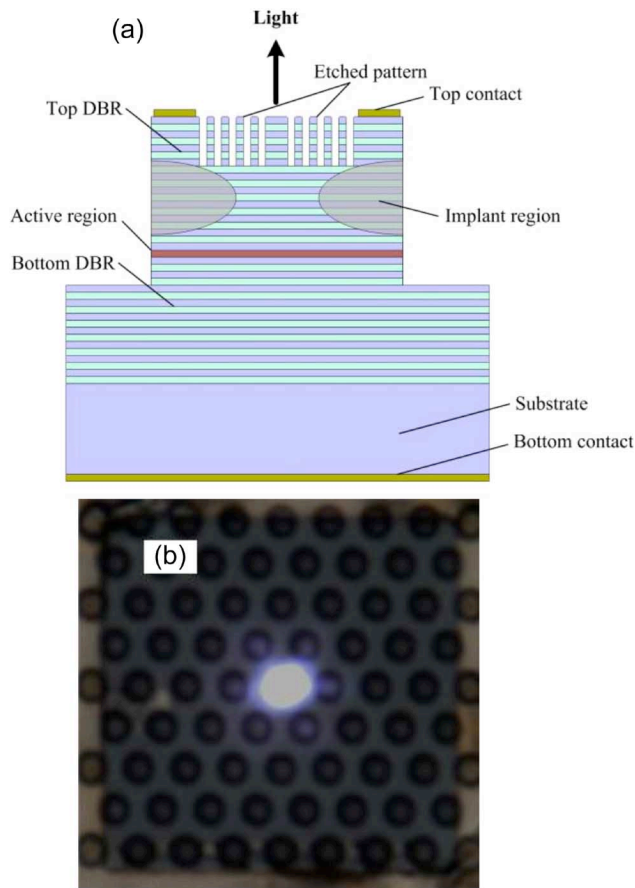 (a)
Light
Etched pattern
Top contact
Top DBR
Active region
Implant region
Bottom DBR
Substrate
Bottom contact
(b)